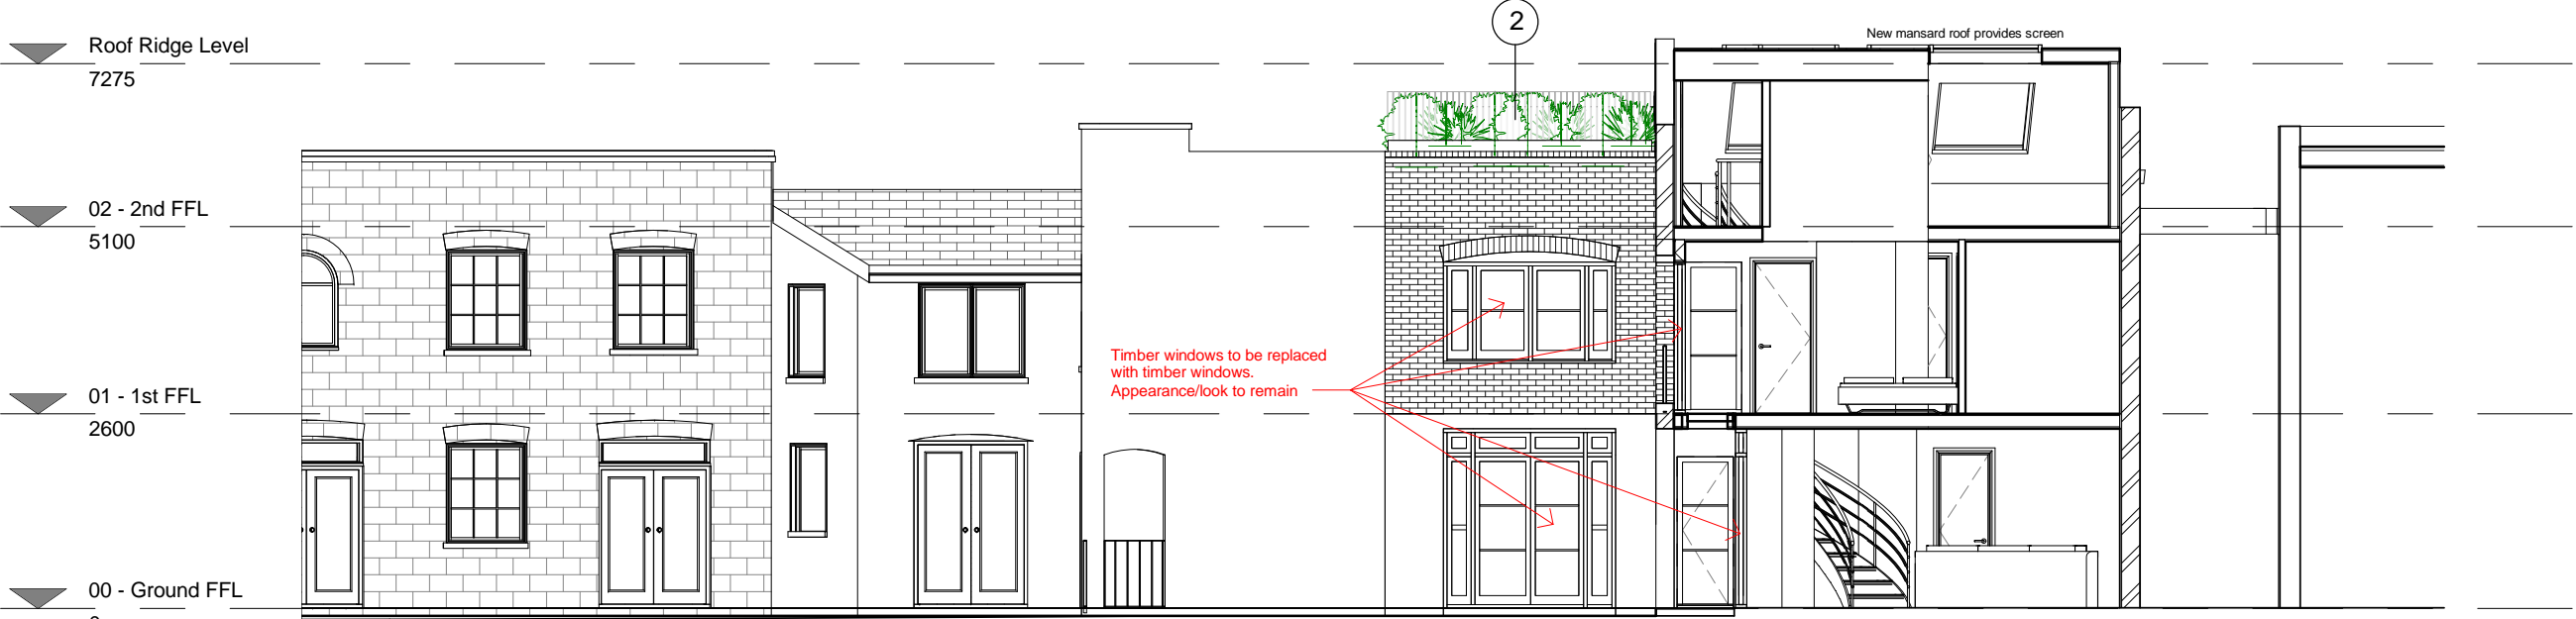 2
New mansard roof provides screen
Roof Ridge Level
7275
02 - 2nd FFL
5100
Timber windows to be replaced
with timber windows.
Appearance/look to remain
01 - 1st FFL
2600
00 - Ground FFL